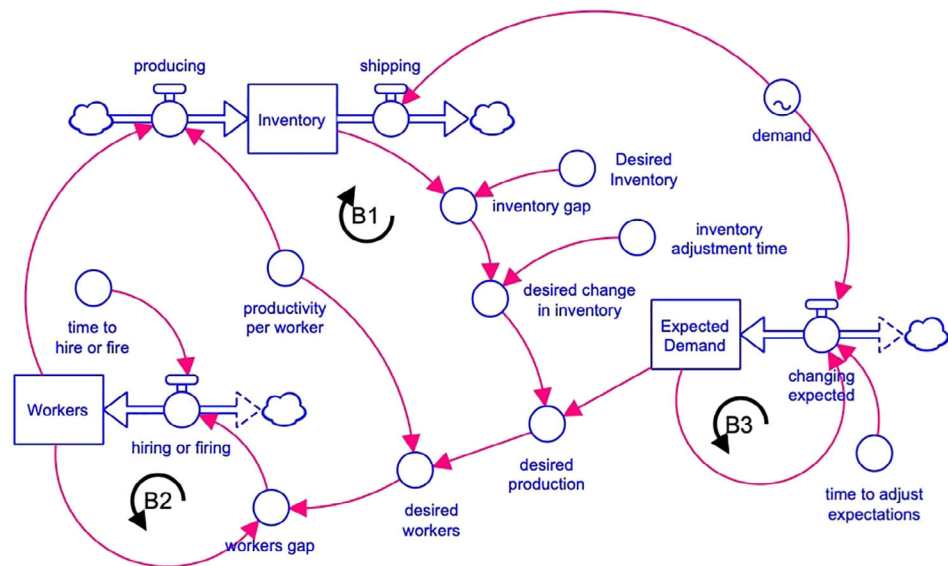 producing
shipping
Inventory
demand
Desired
Inventory
inventory gap
B1
inventory
adjustment time
desired change
in inventory
productivity
per worker
time to
hire or fire
Expected
Demand
changing
expected
Workers
hiring or firing
B3
B2
desired
production
desired
workers
time to adjust
expectations
workers gap